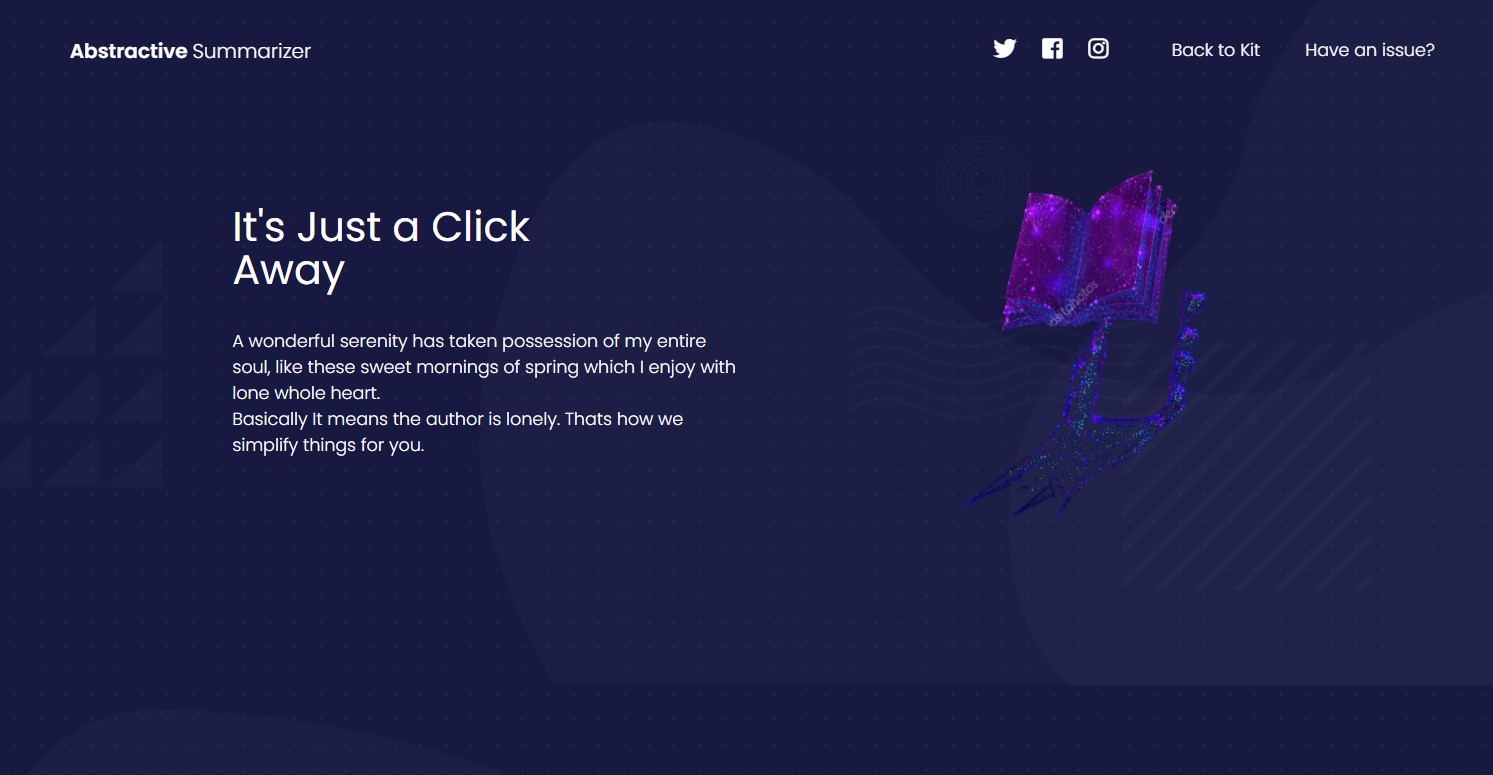 Abstractive Summarizer
Back to Kit
Have an issue?
It's Just a Click
Away
A wonderful serenity has taken possession of my entire
soul, like these sweet mornings of spring which I enjoy with
lone whole heart.
Basically It means the author is lonely. Thats how we
simplify things for you.